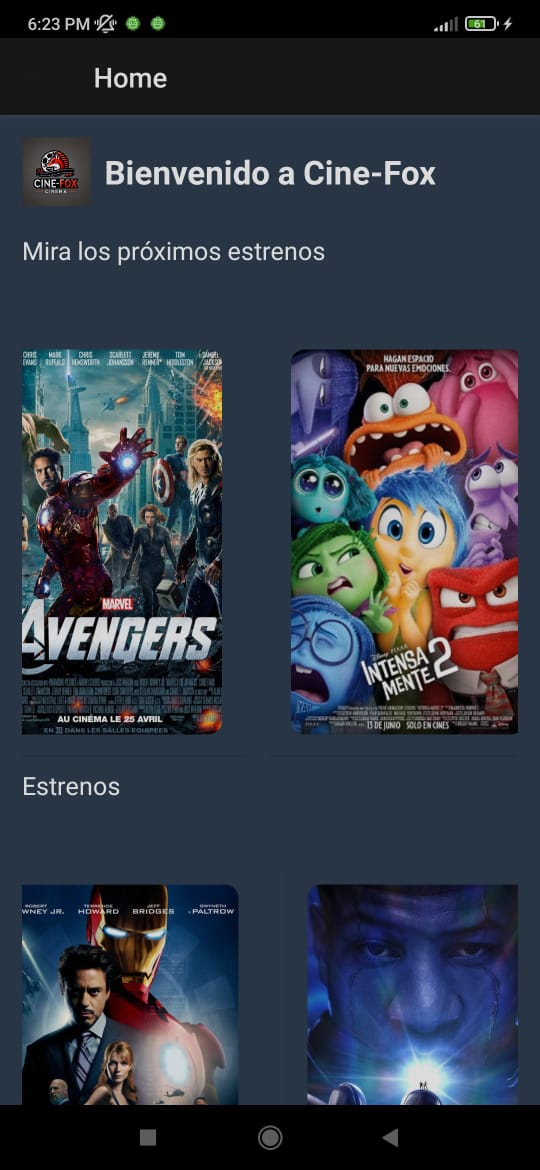 6:23 PM
61
Home
CINE-FOX
CINEMA
Bienvenido a Cine-Fox
Mira los próximos estrenos
CHRIS EVANS MARK RUFFALO CHRIS HEMSWORTH SCARLETT JOHANSSON JEREMY RENNER TOM HIDDLESTON SAMUEL JACKSON
MARVEL
AVENGERS
AU CINÉMA LE 25 AVRIL
EN 3D DANS LES SALLES EQUIPEES
HAGAN ESPACIO
PARA NUEVAS EMOCIONES.
Disney PIXAR
INTENSA
MENTE 2
13 DE JUNIO SOLO EN CINES
Estrenos
ROBERT TERRENCE JEFF GWYNETH
WNEY JR. HOWARD BRIDGES PALTROW